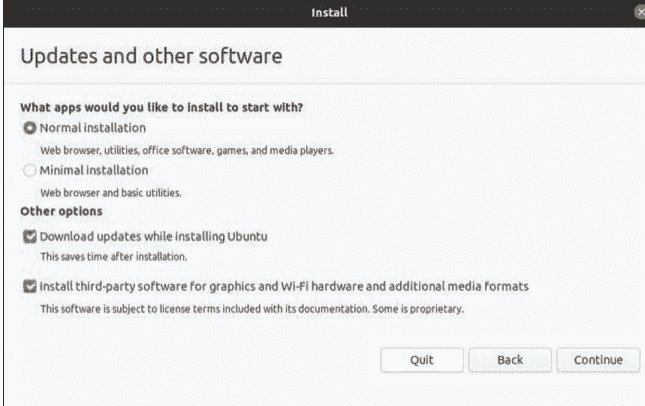 Install
Updates and other software
What apps would you like to install to start with?
Normal installation
Web browser, utilities, office software, games, and media players.
Minimal installation
Web browser and basic utilities.
Other options
Download updates while installing Ubuntu
This saves time after installation.
Install third-party software for graphics and Wi-Fi hardware and additional media formats
This software is subject to license terms included with its documentation. Some is proprietary.
Quit Back Continue